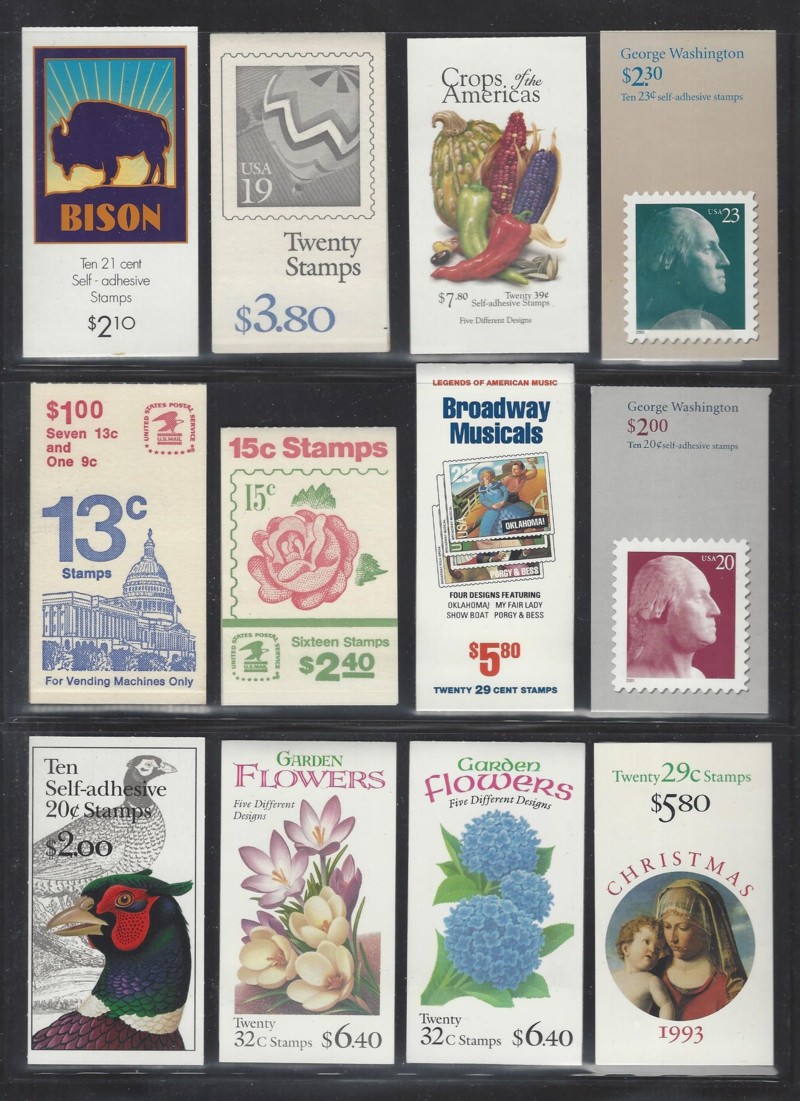 BISON
Ten 21 cent
Self - adhesive
Stamps
$2.10
USA
19
Twenty
Stamps
$3.80
Crops of the
Americas
$7.80
Twenty 39¢
Self-adhesive Stamps
Five Different Designs
George Washington
$2.30
Ten 23¢ self-adhesive stamps
USA 23
2001
$1.00
Seven 13c
and
One 9c
UNITED STATES POSTAL SERVICE
U.S.MAIL
13c
Stamps
For Vending Machines Only
15c Stamps
15c
UNITED STATES POSTAL SERVICE
U.S.MAIL
Sixteen Stamps
$2.40
LEGENDS OF AMERICAN MUSIC
Broadway
Musicals
29
USA
OKLAHOMA!
PORGY & BESS
FOUR DESIGNS FEATURING
OKLAHOMA! MY FAIR LADY
SHOW BOAT PORGY & BESS
$5.80
TWENTY 29 CENT STAMPS
George Washington
$2.00
Ten 20¢ self-adhesive stamps
USA 20
2001
Ten
Self-adhesive
20¢ Stamps
$2.00
GARDEN
FLOWERS
Five Different
Designs
Twenty
32C Stamps
$6.40
Garden
Flowers
Five Different Designs
Twenty
32C Stamps
$6.40
Twenty 29c Stamps
$5.80
CHRISTMAS
1993